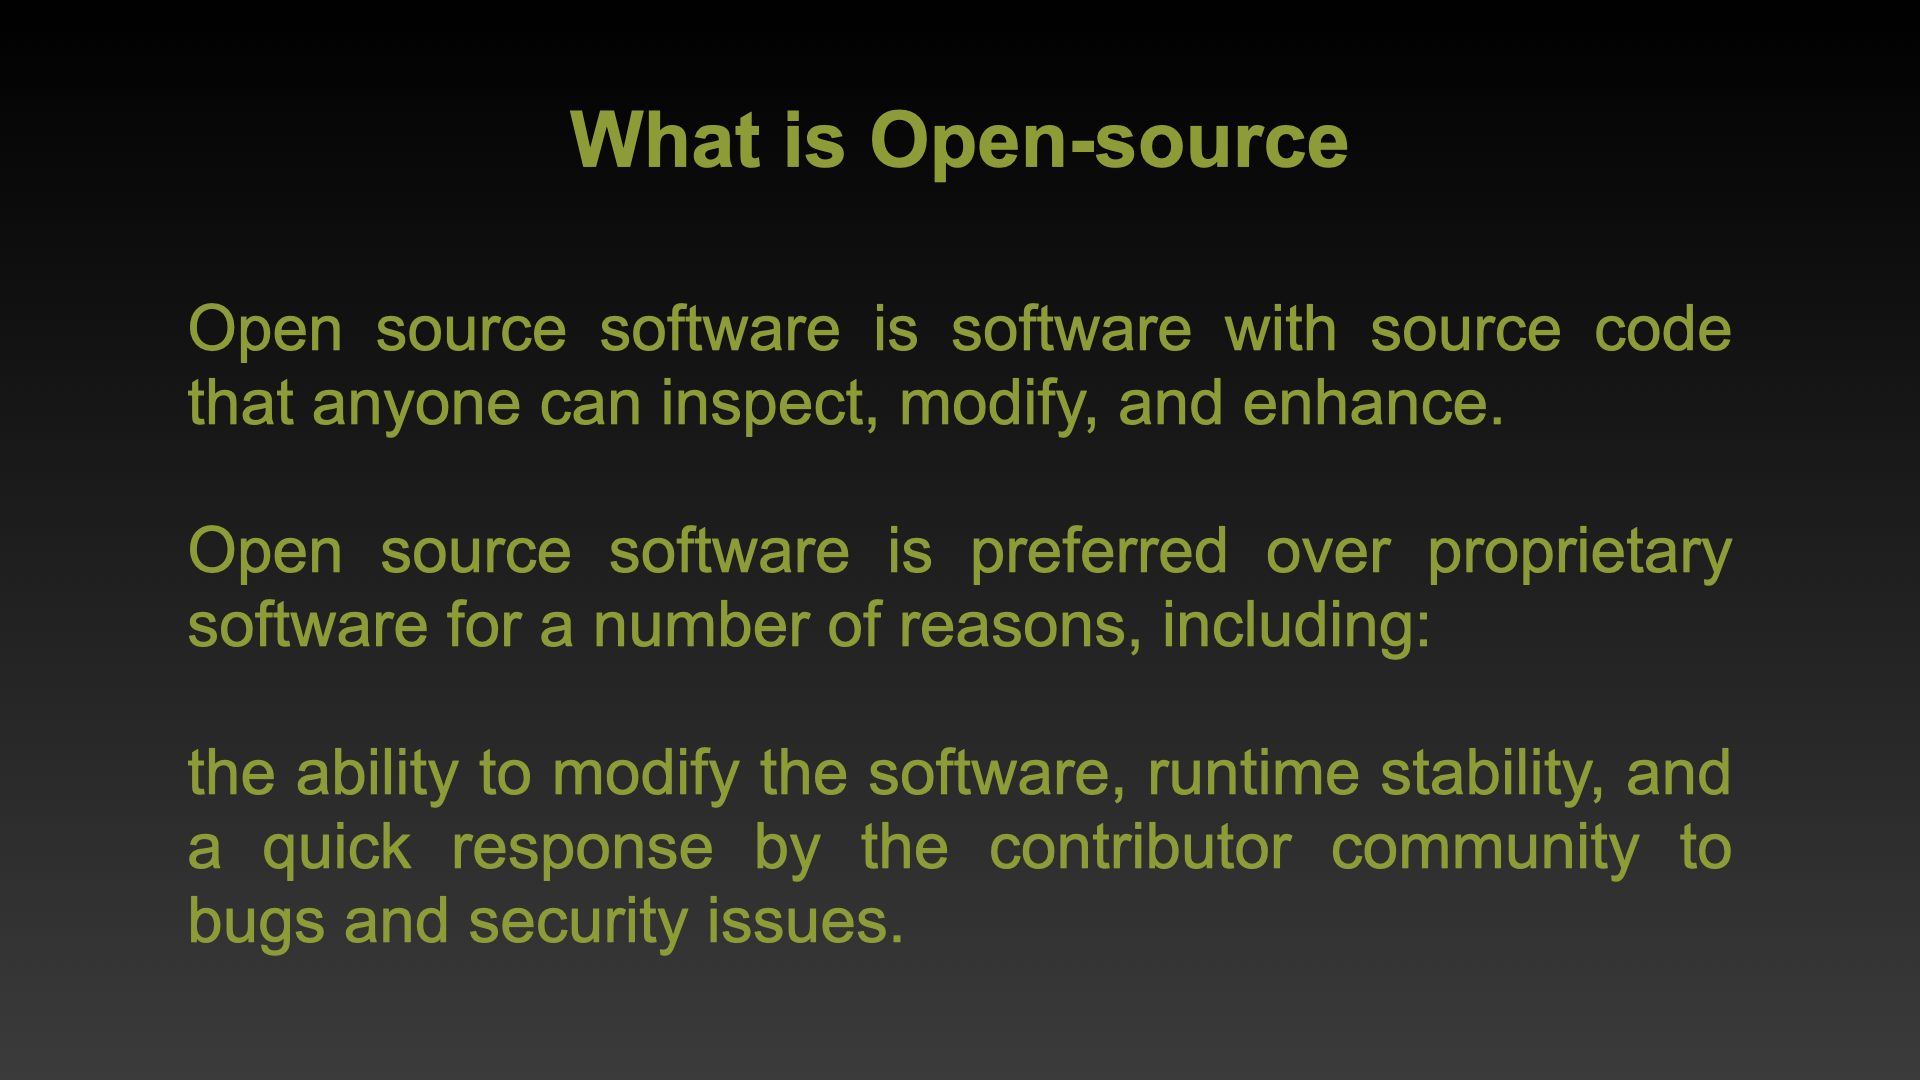 What is Open-source
Open source software is software with source code
that anyone can inspect, modify, and enhance.
Open source software is preferred over proprietary
software for a number of reasons, including:
the ability to modify the software, runtime stability, and
a quick response by the contributor community to
bugs and security issues.